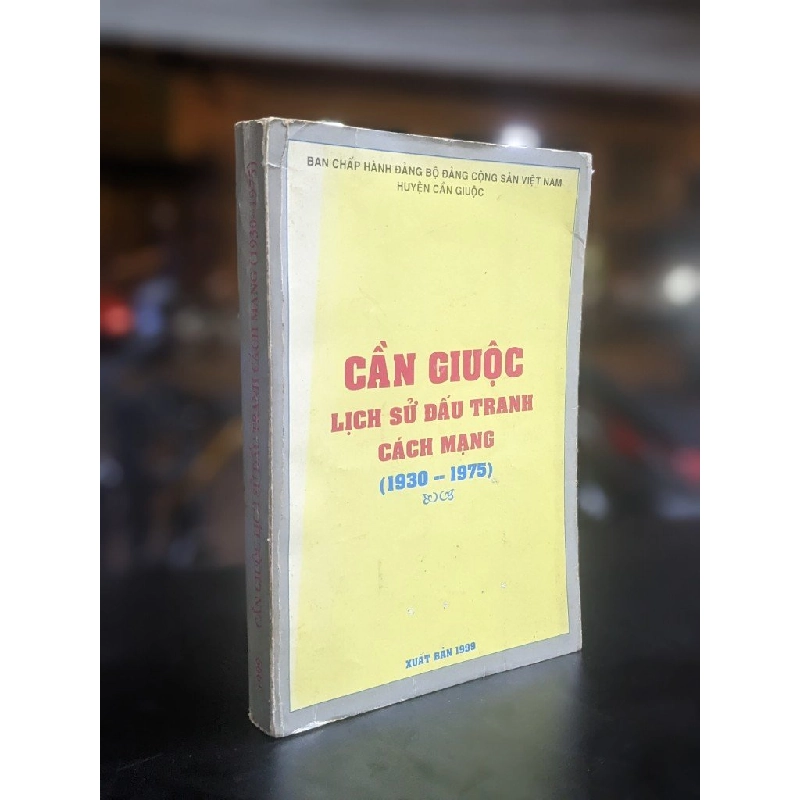 BAN CHẤP HÀNH ĐẢNG BỘ ĐẢNG CỘNG SẢN VIỆT NAM
HUYỆN CẦN GIUỘC
CẦN GIUỘC
LỊCH SỬ ĐẤU TRANH
CÁCH MẠNG
(1930 -- 1975)
XUẤT BẢN 1999